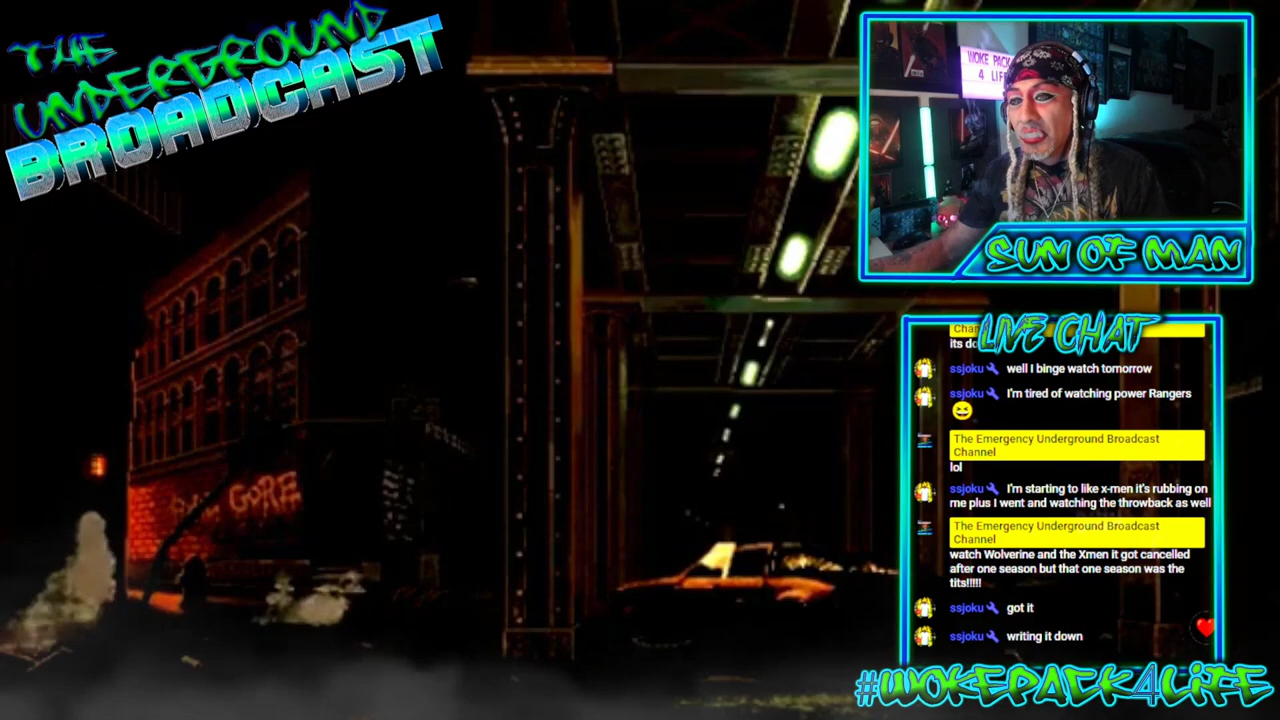 THE
UNDERGROUND
BROADCAST
WOKE PACK
4 LIFE
SUN OF MAN
LIVE CHAT
its
ssjoku well I binge watch tomorrow
ssjoku I'm tired of watching power Rangers
😆
The Emergency Underground Broadcast
Channel
lol
ssjoku I'm starting to like x-men it's rubbing on
me plus I went and watching the throwback as well
The Emergency Underground Broadcast
Channel
watch Wolverine and the Xmen it got cancelled
after one season but that one season was the
tits!!!!!
ssjoku got it
ssjoku writing it down
GORE
#WOKEPACK4LIFE